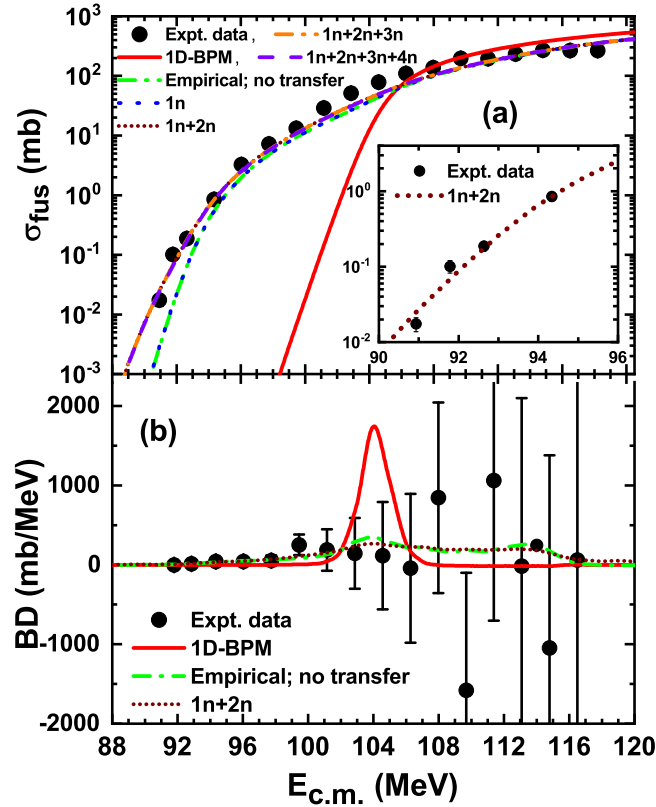 10³
10²
10¹
10⁰
10⁻¹
10⁻²
10⁻³
σfus (mb)
Expt. data ,
1n+2n+3n
1D-BPM ,
1n+2n+3n+4n
Empirical; no transfer
1n
1n+2n
(a)
Expt. data
1n+2n
10⁰
10⁻¹
10⁻²
90 92 94 96
(b)
2000
1000
0
-1000
-2000
BD (mb/MeV)
Expt. data
1D-BPM
Empirical; no transfer
1n+2n
88 92 96 100 104 108 112 116 120
Ec.m. (MeV)